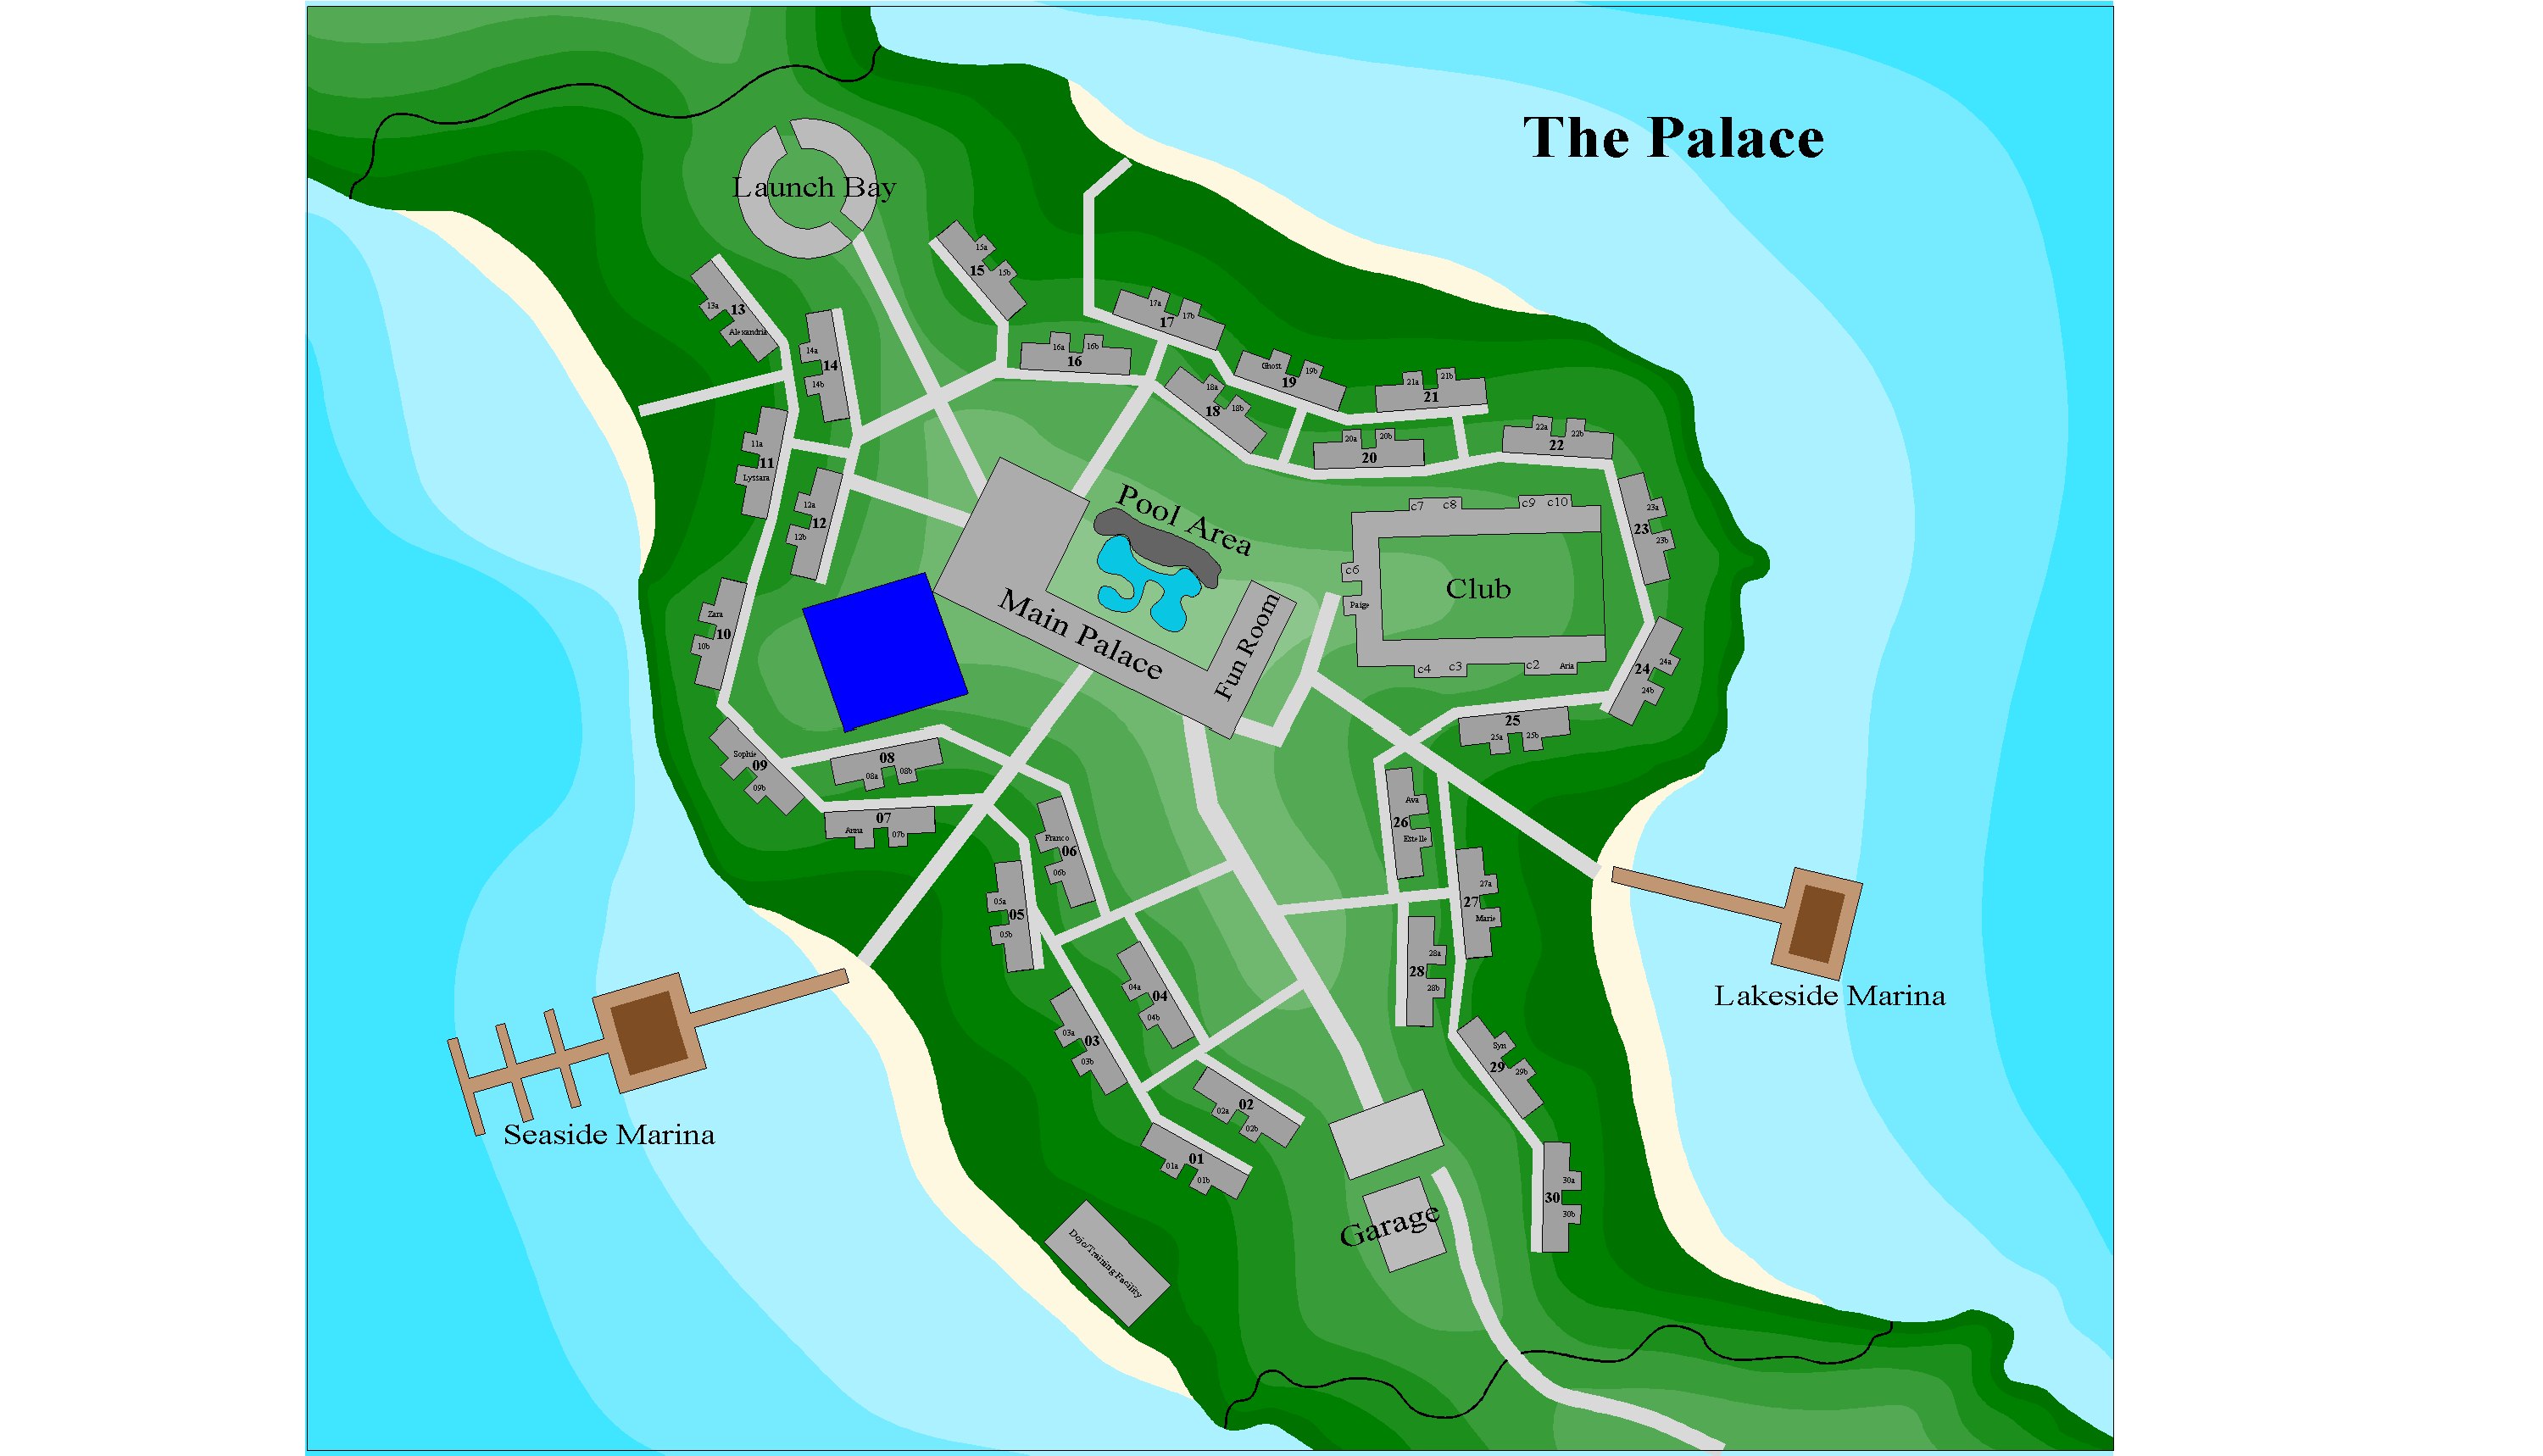 The Palace
Launch Bay
15a
15b
15
13a
13
Alexandria
14a
14
14b
17a
17b
17
16a
16b
16
Ghost
19b
19
18a
18b
18
21a
21b
21
20a
20b
20
22a
22b
22
11a
11
Lyssara
12a
12
12b
Pool Area
Main Palace
Fun Room
c7
c8
c9
c10
c6
Paige
Club
c4
c3
c2
Aria
23a
23
23b
24a
24
24b
Zara
10
10b
Sophie
09
09b
08
08a
08b
07
Anna
07b
25
25a
25b
Ava
26
Estelle
Franco
06
06b
05a
05
05b
27a
27
Marie
28a
28
28b
04a
04
04b
03a
03
03b
Lakeside Marina
Seaside Marina
Syn
29
29b
02
02a
02b
01
01a
01b
30a
30
30b
Garage
Dojo/Training Facility